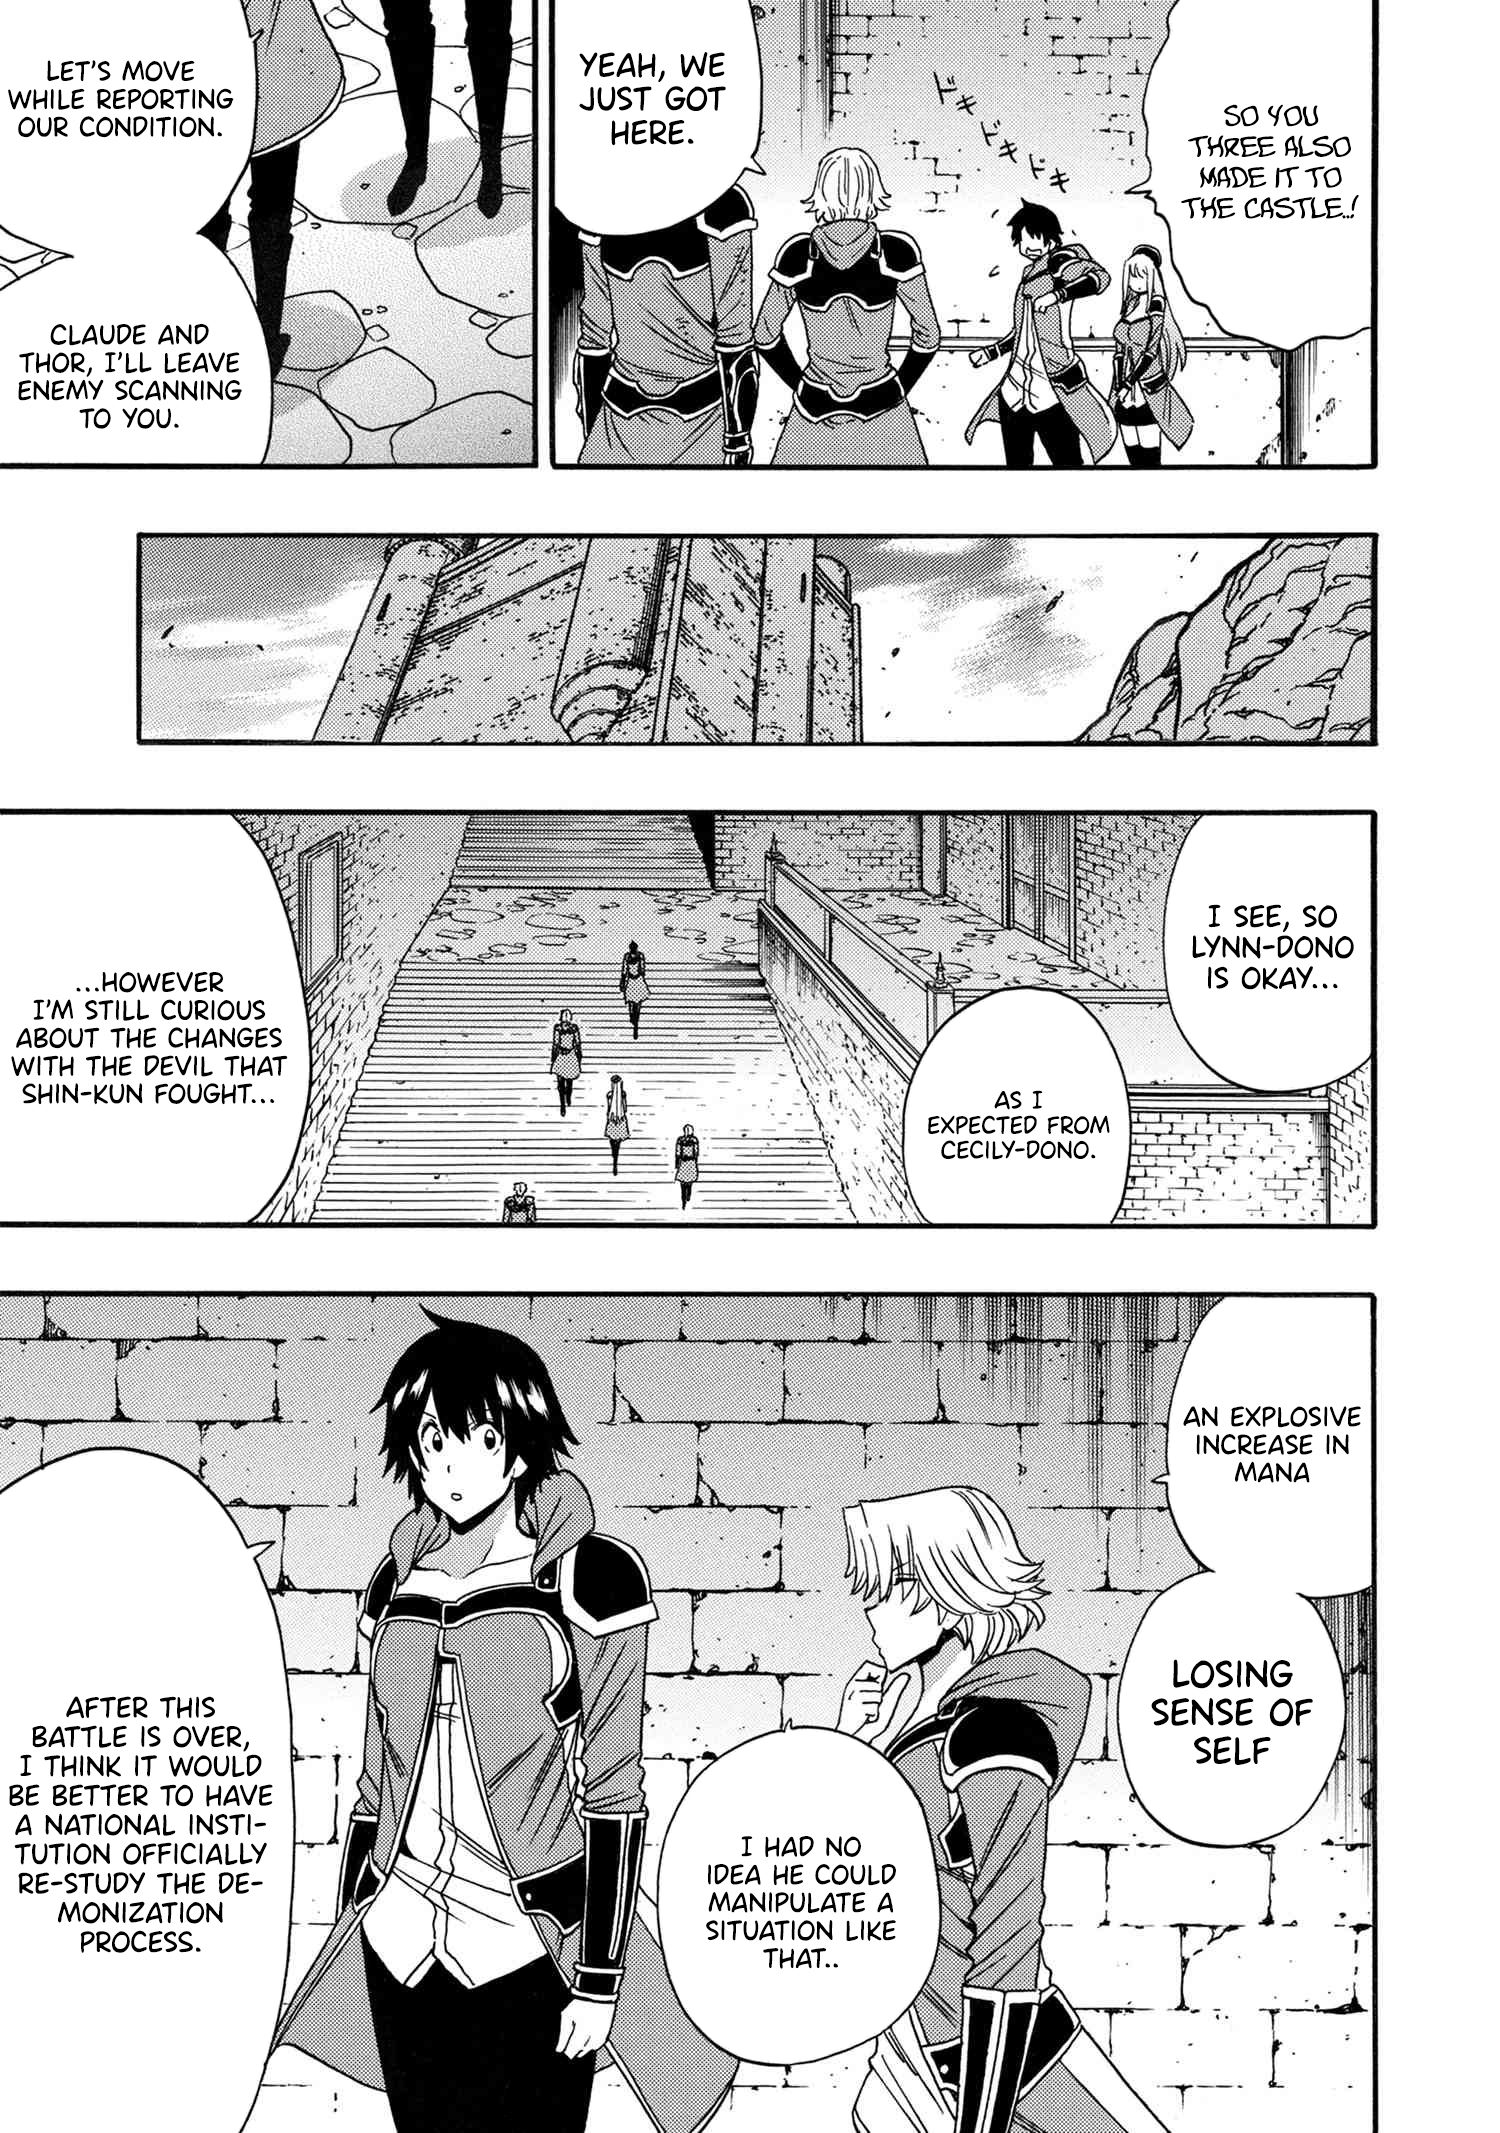 SO YOU
THREE ALSO
MADE IT TO
THE CASTLE..!
ドキドキドキ
YEAH, WE
JUST GOT
HERE.
LET'S MOVE
WHILE REPORTING
OUR CONDITION.
CLAUDE AND
THOR, I'LL LEAVE
ENEMY SCANNING
TO YOU.
I SEE, SO
LYNN-DONO
IS OKAY...
AS I
EXPECTED FROM
CECILY-DONO.
...HOWEVER
I'M STILL CURIOUS
ABOUT THE CHANGES
WITH THE DEVIL THAT
SHIN-KUN FOUGHT...
AN EXPLOSIVE
INCREASE IN
MANA
LOSING
SENSE OF
SELF
I HAD NO
IDEA HE COULD
MANIPULATE A
SITUATION LIKE
THAT..
AFTER THIS
BATTLE IS OVER,
I THINK IT WOULD
BE BETTER TO HAVE
A NATIONAL INSTI-
TUTION OFFICIALLY
RE-STUDY THE DE-
MONIZATION
PROCESS.